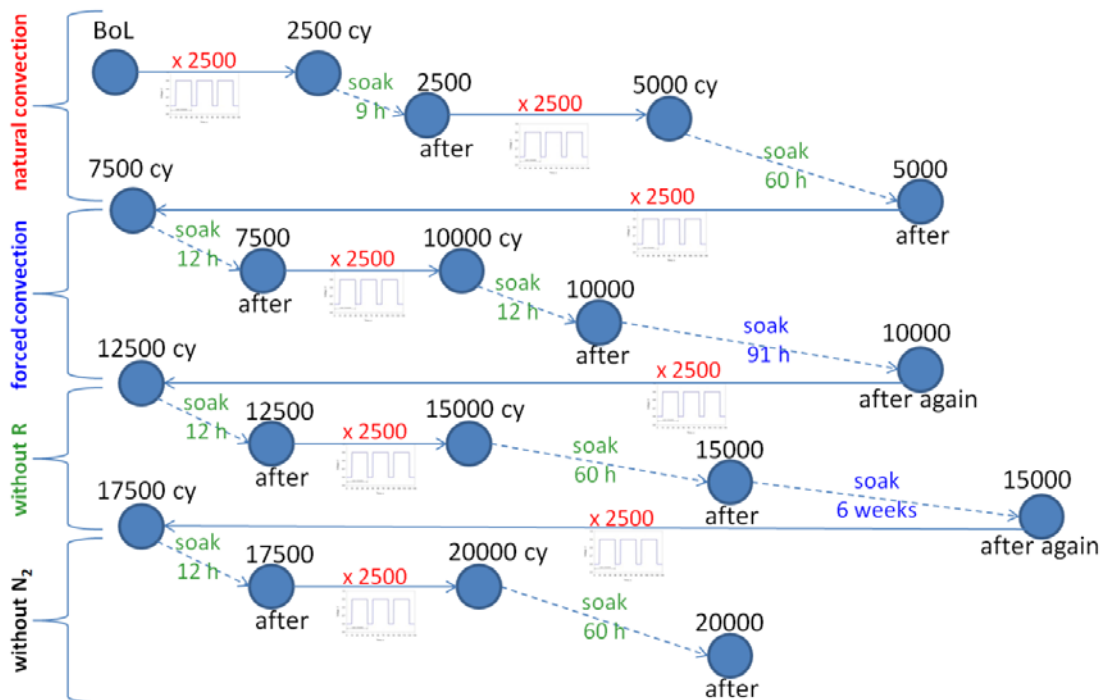 natural convection
BoL
x 2500
2500 cy
soak
9 h
2500
after
x 2500
5000 cy
soak
60 h
5000
after
x 2500
7500 cy
forced convection
soak
12 h
7500
after
x 2500
10000 cy
soak
12 h
10000
after
soak
91 h
10000
after again
x 2500
12500 cy
without R
soak
12 h
12500
after
x 2500
15000 cy
soak
60 h
15000
after
soak
6 weeks
15000
after again
x 2500
17500 cy
without N₂
soak
12 h
17500
after
x 2500
20000 cy
soak
60 h
20000
after